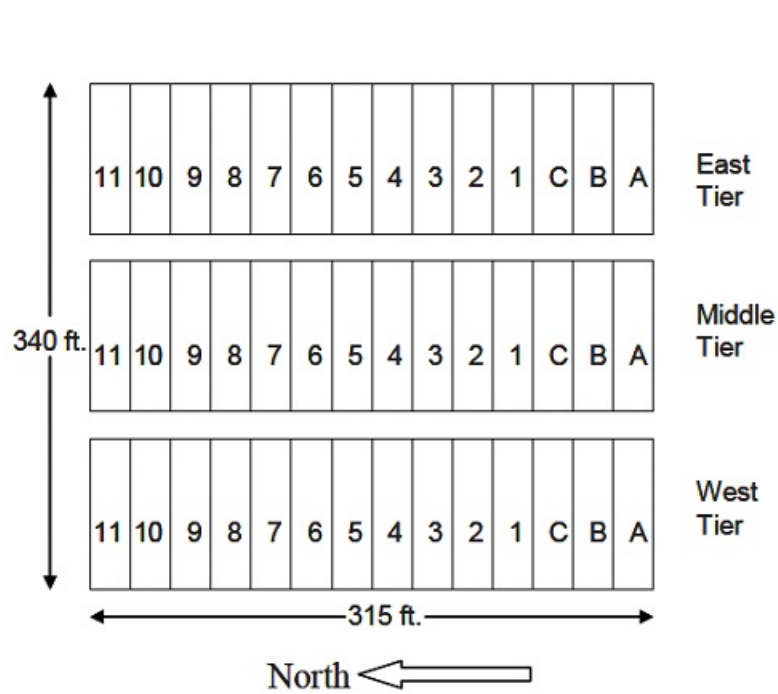 11 10 9 8 7 6 5 4 3 2 1 C B A
East
Tier
340 ft.
11 10 9 8 7 6 5 4 3 2 1 C B A
Middle
Tier
11 10 9 8 7 6 5 4 3 2 1 C B A
West
Tier
315 ft.
North